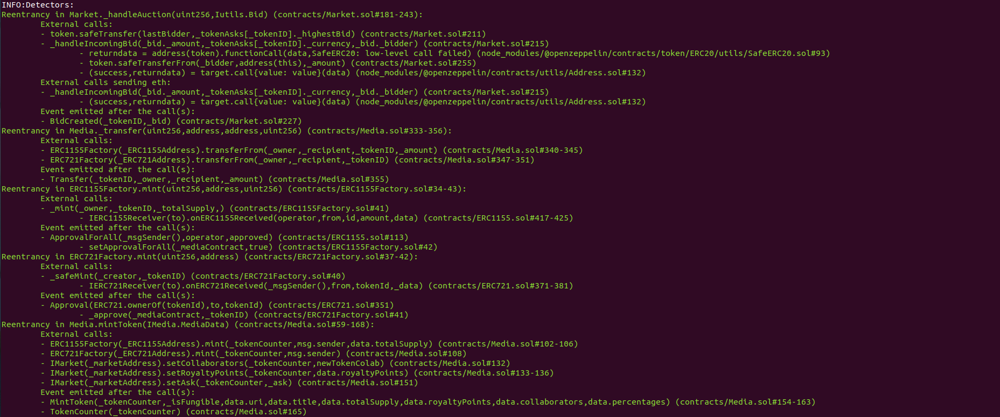 INFO:Detectors:
Reentrancy in Market._handleAuction(uint256,Iutils.Bid) (contracts/Market.sol#181-243):
External calls:
- token.safeTransfer(lastBidder,_tokenAsks[_tokenID]._highestBid) (contracts/Market.sol#211)
- _handleIncomingBid(_bid._amount,_tokenAsks[_tokenID]._currency,_bid._bidder) (contracts/Market.sol#215)
- returndata = address(token).functionCall(data,SafeERC20: low-level call failed) (node_modules/@openzeppelin/contracts/token/ERC20/utils/SafeERC20.sol#93)
- token.safeTransferFrom(_bidder,address(this),_amount) (contracts/Market.sol#255)
- (success,returndata) = target.call{value: value}(data) (node_modules/@openzeppelin/contracts/utils/Address.sol#132)
External calls sending eth:
- _handleIncomingBid(_bid._amount,_tokenAsks[_tokenID]._currency,_bid._bidder) (contracts/Market.sol#215)
- (success,returndata) = target.call{value: value}(data) (node_modules/@openzeppelin/contracts/utils/Address.sol#132)
Event emitted after the call(s):
- BidCreated(_tokenID,_bid) (contracts/Market.sol#227)
Reentrancy in Media._transfer(uint256,address,address,uint256) (contracts/Media.sol#333-356):
External calls:
- ERC1155Factory(_ERC1155Address).transferFrom(_owner,_recipient,_tokenID,_amount) (contracts/Media.sol#340-345)
- ERC721Factory(_ERC721Address).transferFrom(_owner,_recipient,_tokenID) (contracts/Media.sol#347-351)
Event emitted after the call(s):
- Transfer(_tokenID,_owner,_recipient,_amount) (contracts/Media.sol#355)
Reentrancy in ERC1155Factory.mint(uint256,address,uint256) (contracts/ERC1155Factory.sol#34-43):
External calls:
- _mint(_owner,_tokenID,_totalSupply,) (contracts/ERC1155Factory.sol#41)
- IERC1155Receiver(to).onERC1155Received(operator,from,id,amount,data) (contracts/ERC1155.sol#417-425)
Event emitted after the call(s):
- ApprovalForAll(_msgSender(),operator,approved) (contracts/ERC1155.sol#113)
- setApprovalForAll(_mediaContract,true) (contracts/ERC1155Factory.sol#42)
Reentrancy in ERC721Factory.mint(uint256,address) (contracts/ERC721Factory.sol#37-42):
External calls:
- _safeMint(_creator,_tokenID) (contracts/ERC721Factory.sol#40)
- IERC721Receiver(to).onERC721Received(_msgSender(),from,tokenId,_data) (contracts/ERC721.sol#371-381)
Event emitted after the call(s):
- Approval(ERC721.ownerOf(tokenId),to,tokenId) (contracts/ERC721.sol#351)
- _approve(_mediaContract,_tokenID) (contracts/ERC721Factory.sol#41)
Reentrancy in Media.mintToken(IMedia.MediaData) (contracts/Media.sol#59-168):
External calls:
- ERC1155Factory(_ERC1155Address).mint(_tokenCounter,msg.sender,data.totalSupply) (contracts/Media.sol#102-106)
- ERC721Factory(_ERC721Address).mint(_tokenCounter,msg.sender) (contracts/Media.sol#108)
- IMarket(_marketAddress).setCollaborators(_tokenCounter,newTokenColab) (contracts/Media.sol#132)
- IMarket(_marketAddress).setRoyaltyPoints(_tokenCounter,data.royaltyPoints) (contracts/Media.sol#133-136)
- IMarket(_marketAddress).setAsk(_tokenCounter,_ask) (contracts/Media.sol#151)
Event emitted after the call(s):
- MintToken(_tokenCounter,_isFungible,data.uri,data.title,data.totalSupply,data.royaltyPoints,data.collaborators,data.percentages) (contracts/Media.sol#154-163)
- TokenCounter(_tokenCounter) (contracts/Media.sol#165)